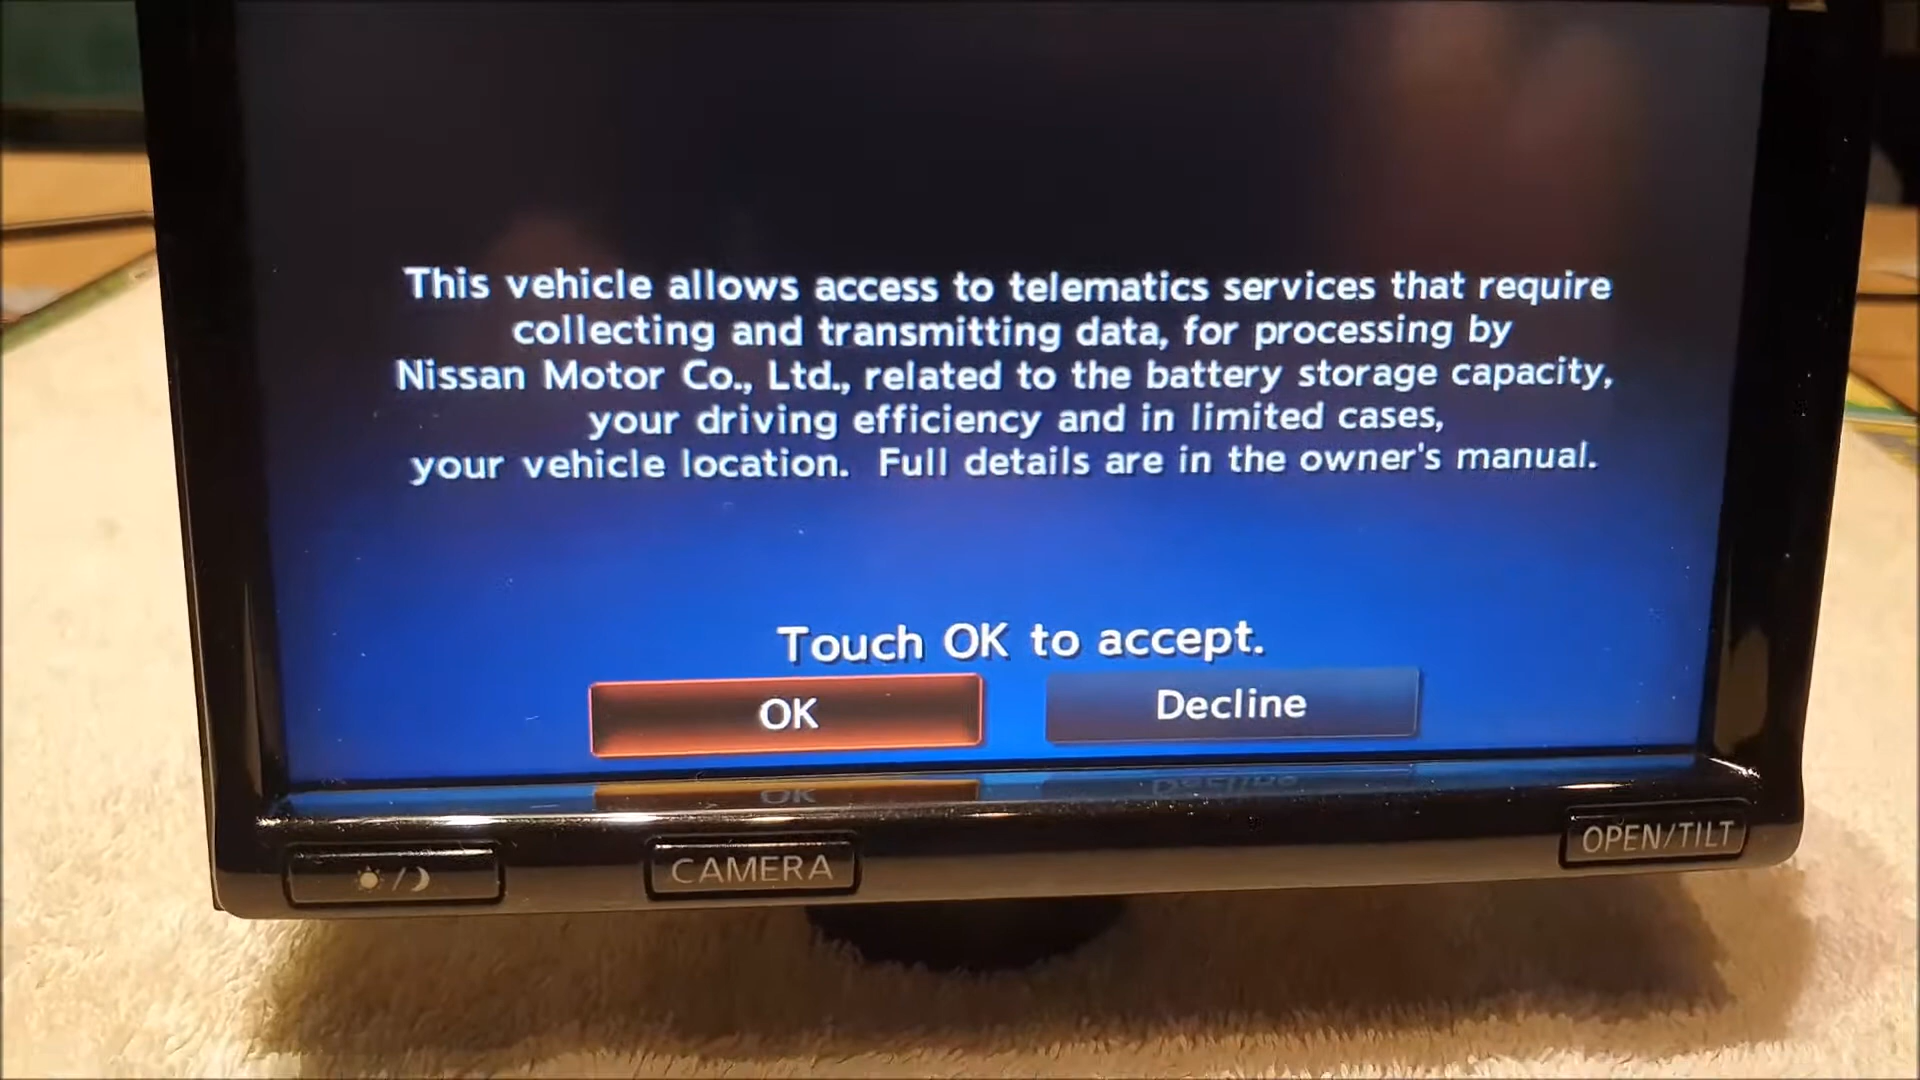 This vehicle allows access to telematics services that require
collecting and transmitting data, for processing by
Nissan Motor Co., Ltd., related to the battery storage capacity,
your driving efficiency and in limited cases,
your vehicle location.  Full details are in the owner's manual.
Touch OK to accept.
OK
Decline
CAMERA
OPEN/TILT